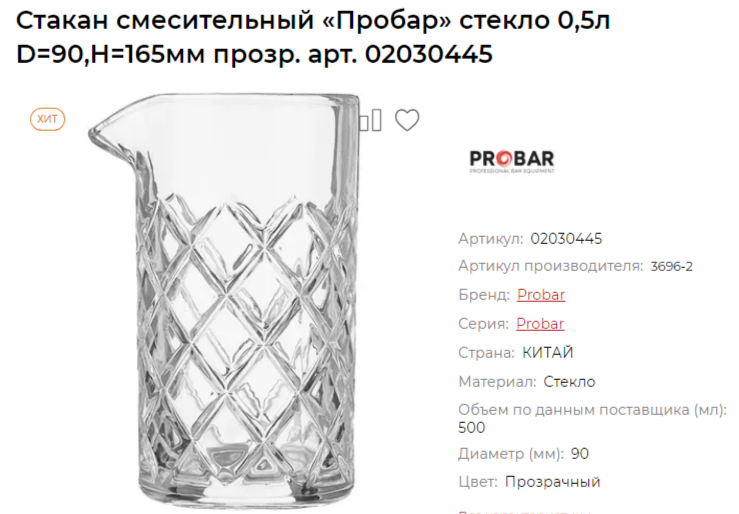 Стакан смесительный «Пробар» стекло 0,5л
D=90,H=165мм прозр. арт. 02030445
ХИТ
PROBAR
PROFESSIONAL BAR EQUIPMENT
Артикул: 02030445
Артикул производителя: 3696-2
Бренд: Probar
Серия: Probar
Страна: КИТАЙ
Материал: Стекло
Объем по данным поставщика (мл):
500
Диаметр (мм): 90
Цвет: Прозрачный